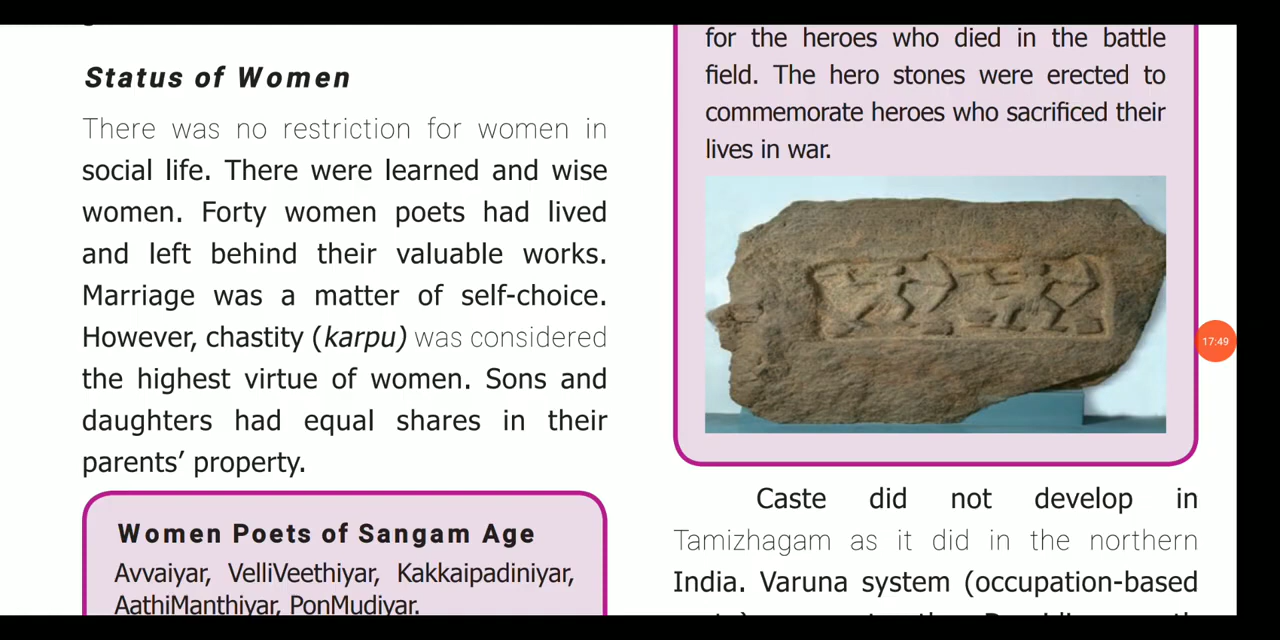 Status of Women
There was no restriction for women in
social life. There were learned and wise
women. Forty women poets had lived
and left behind their valuable works.
Marriage was a matter of self-choice.
However, chastity (karpu) was considered
the highest virtue of women. Sons and
daughters had equal shares in their
parents’ property.
Women Poets of Sangam Age
Avvaiyar, VelliVeethiyar, Kakkaipadiniyar,
AathiManthiyar, PonMudiyar.
for the heroes who died in the battle
field. The hero stones were erected to
commemorate heroes who sacrificed their
lives in war.
Caste did not develop in
Tamizhagam as it did in the northern
India. Varuna system (occupation-based
17:49